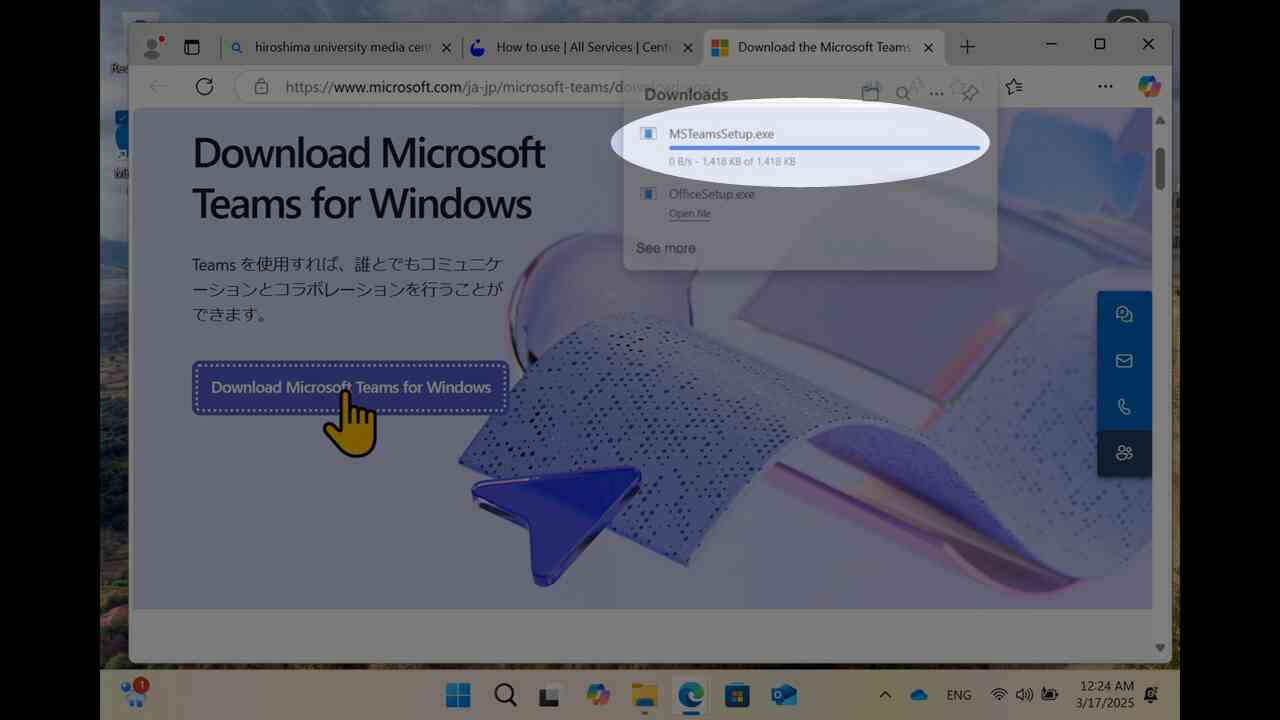 hiroshima university media cent
How to use | All Services | Cent
Download the Microsoft Teams
https://www.microsoft.com/ja-jp/microsoft-teams/do
Downloads
MSTeamsSetup.exe
0 B/s - 1,418 KB of 1,418 KB
OfficeSetup.exe
Open file
See more
Download Microsoft
Teams for Windows
Teams を使用すれば、誰とでもコミュニケ
ーションとコラボレーションを行うことが
できます。
Download Microsoft Teams for Windows
1
ENG
12:24 AM
3/17/2025